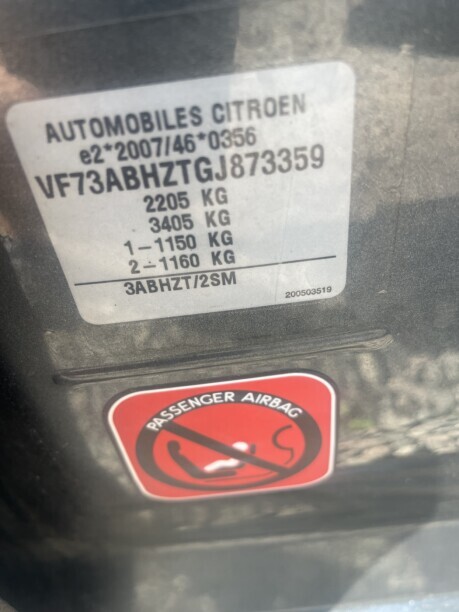 AUTOMOBILES CITROEN
e2*2007/46*0356
VF73ABHZTGJ873359
2205 KG
3405 KG
1-1150 KG
2-1160 KG
3ABHZT/2SM
200503519
PASSENGER AIRBAG